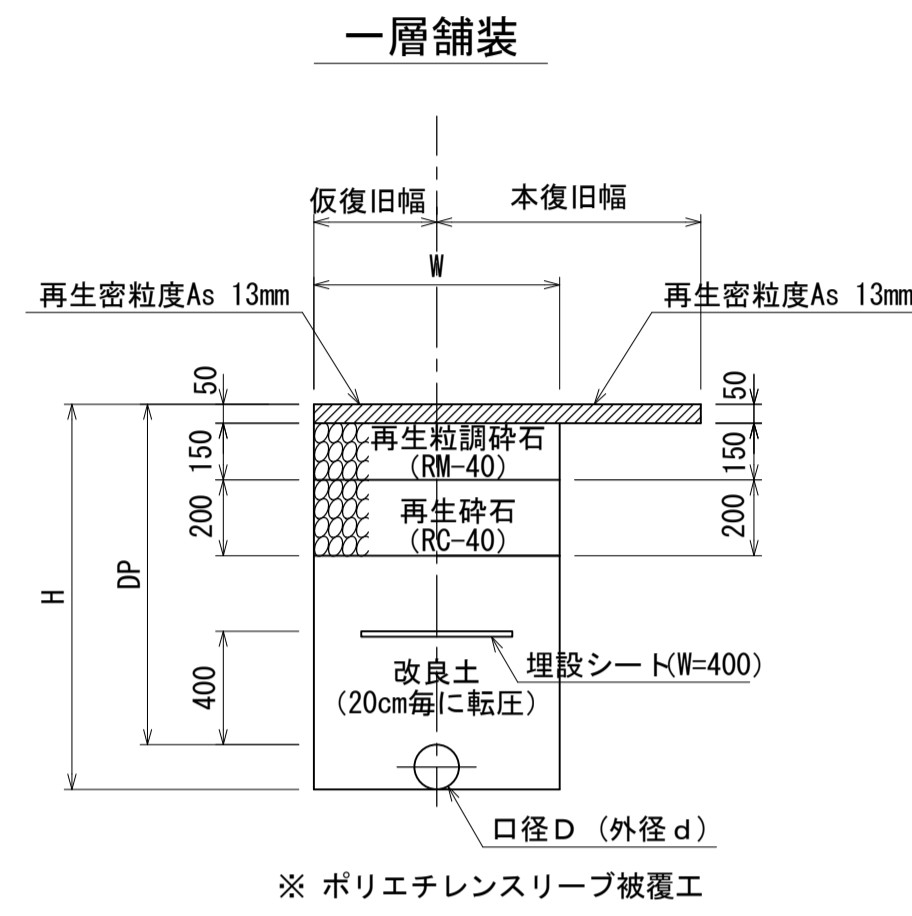 一層舗装
仮復旧幅
本復旧幅
W
再生密粒度As 13mm
再生密粒度As 13mm
50
50
再生粒調砕石
(RM-40)
150
150
再生砕石
(RC-40)
200
200
H
DP
400
埋設シート(W=400)
改良土
(20cm毎に転圧)
口径D (外径d)
※ ポリエチレンスリーブ被覆工